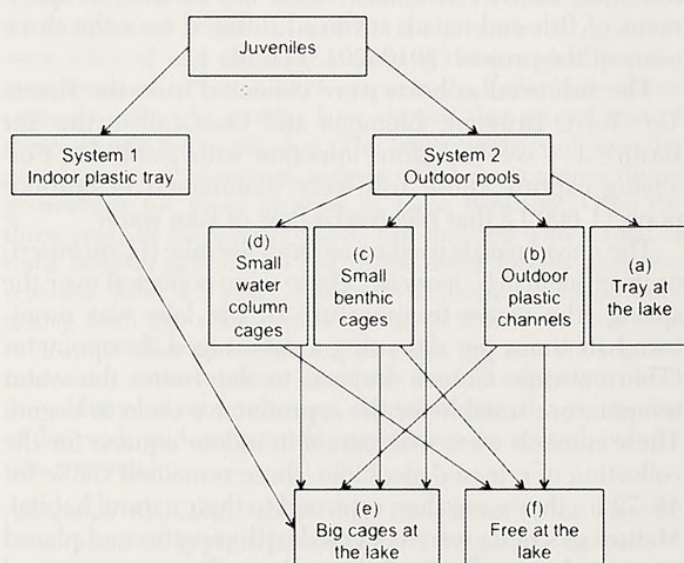 Juveniles
System 1
Indoor plastic tray
System 2
Outdoor pools
(d)
Small
water
column
cages
(c)
Small
benthic
cages
(b)
Outdoor
plastic
channels
(a)
Tray at
the lake
(e)
Big cages at
the lake
(f)
Free at the
lake